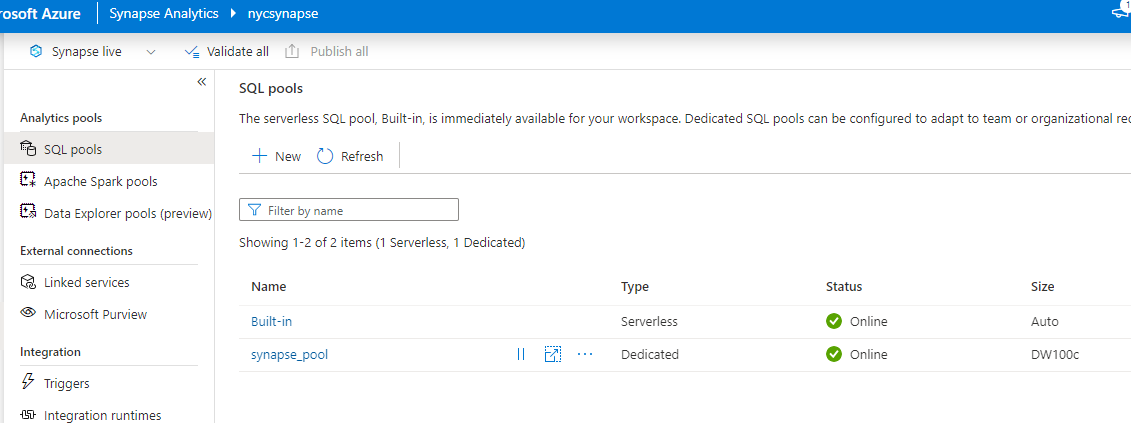 rosoft Azure Synapse Analytics nycsynapse 1
Synapse live Validate all Publish all
«
SQL pools
Analytics pools
The serverless SQL pool, Built-in, is immediately available for your workspace. Dedicated SQL pools can be configured to adapt to team or organizational rec
SQL pools
New Refresh
Apache Spark pools
Data Explorer pools (preview)
Filter by name
Showing 1-2 of 2 items (1 Serverless, 1 Dedicated)
External connections
Linked services
Name Type Status Size
Microsoft Purview
Built-in Serverless Online Auto
Integration
synapse_pool Dedicated Online DW100c
Triggers
Integration runtimes